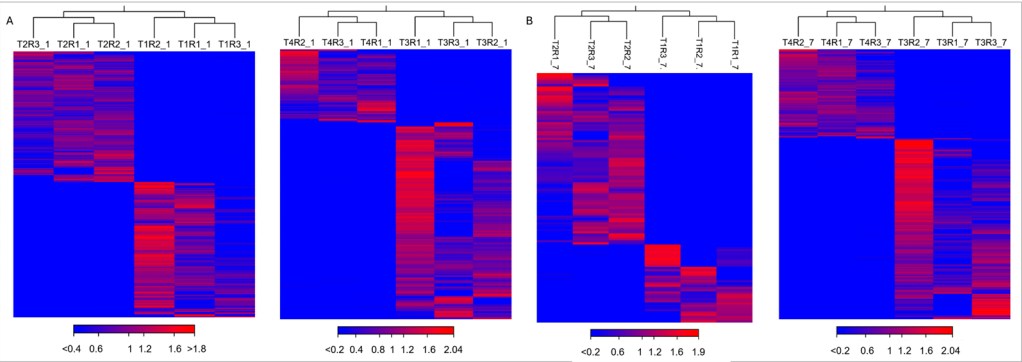 A
T2R3_1 T2R1_1 T2R2_1 T1R2_1 T1R1_1 T1R3_1
<0.4 0.6 1 1.2 1.6 >1.8
T4R2_1 T4R3_1 T4R1_1 T3R1_1 T3R3_1 T3R2_1
<0.2 0.4 0.8 1 1.2 1.6 2.04
B
T2R1_7 T2R3_7 T2R2_7 T1R3_7. T1R2_7. T1R1_7
<0.2 0.6 1 1.2 1.6 1.9
T4R2_7 T4R1_7 T4R3_7 T3R2_7 T3R1_7 T3R3_7
<0.2 0.6 1 1.2 1.6 2.04